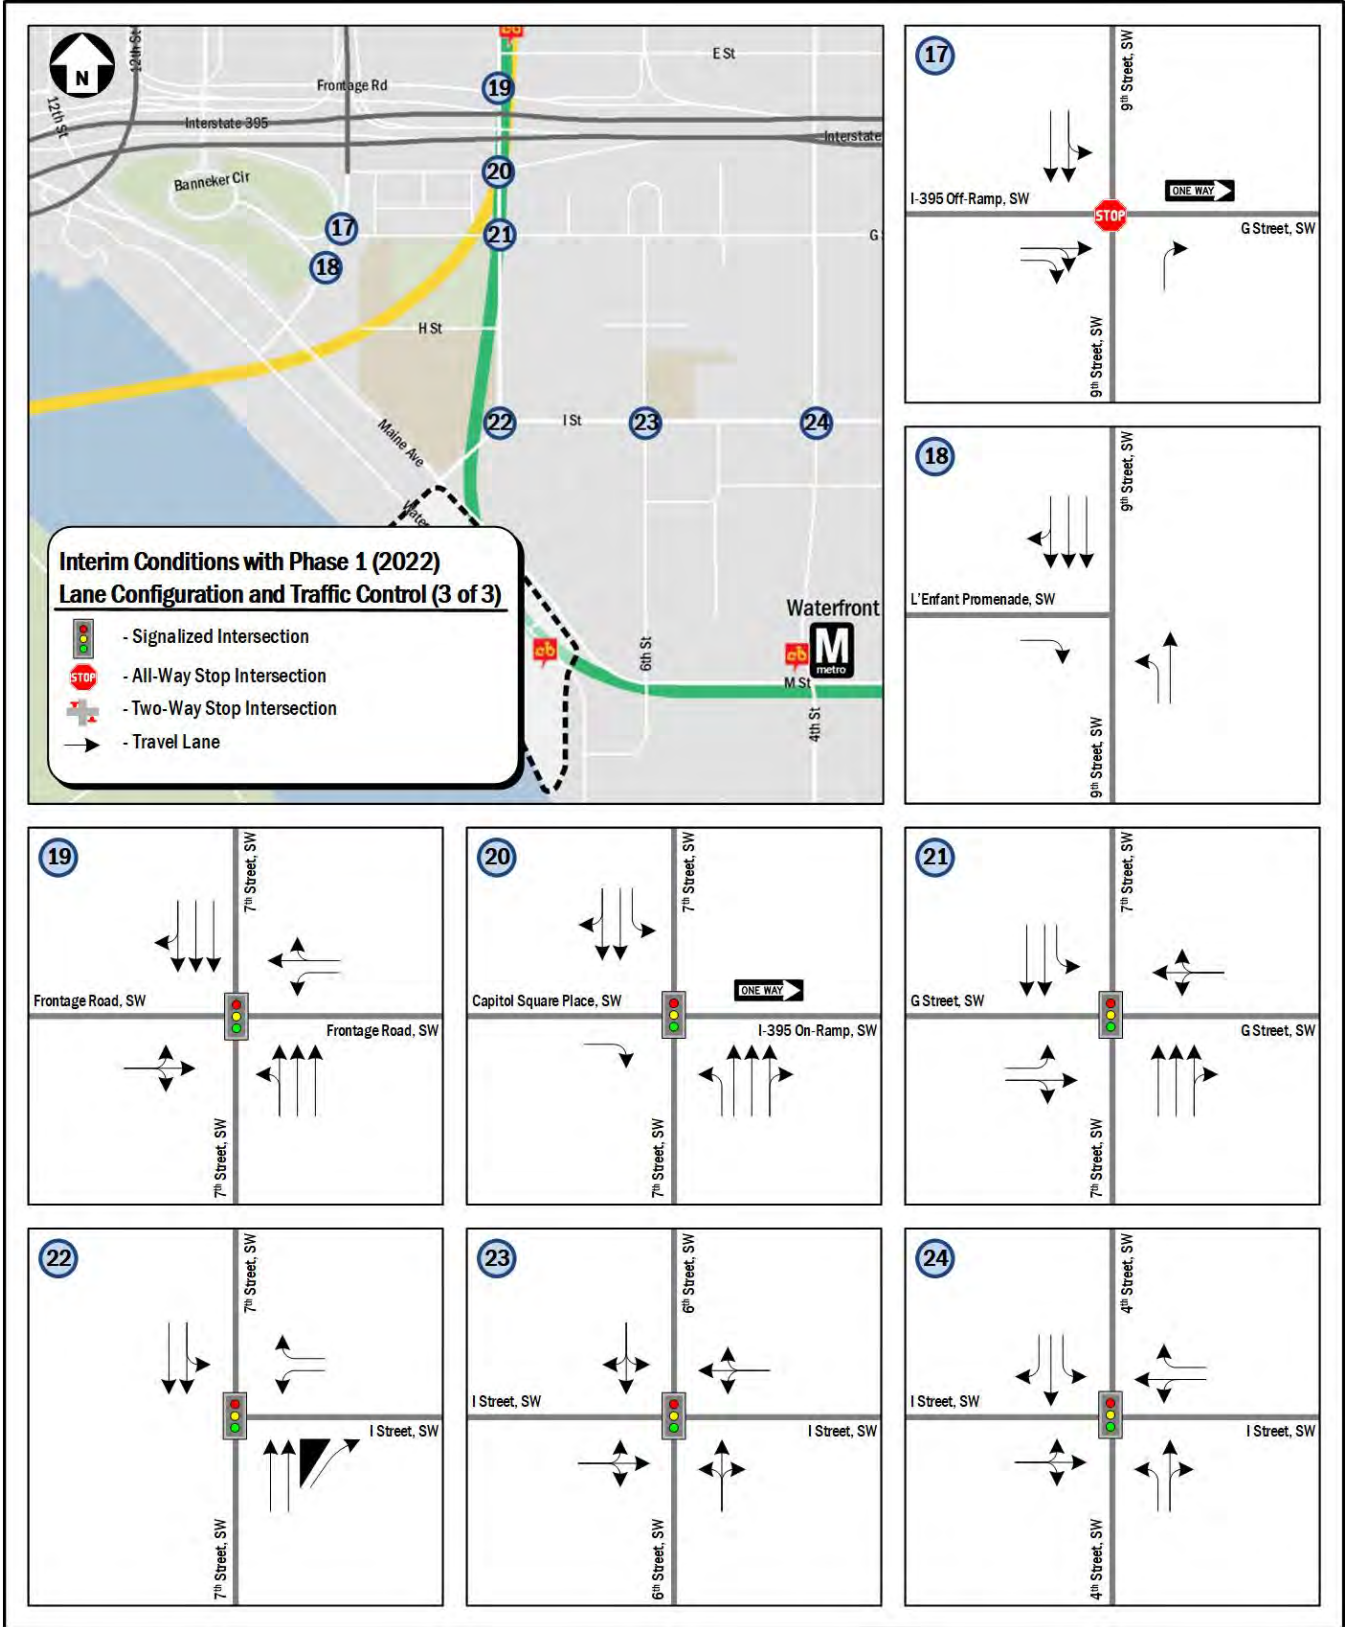 N
12th St
12th St
Frontage Rd
E St
Interstate 395
Interstate
Banneker Cir
19
20
17
21
18
G
H St
Maine Ave
22
I St
23
24
Water
Interim Conditions with Phase 1 (2022)
Lane Configuration and Traffic Control (3 of 3)
- Signalized Intersection
STOP - All-Way Stop Intersection
- Two-Way Stop Intersection
- Travel Lane
cb
cb
cb
Waterfront
M
metro
M St
6th St
4th St
17
9th Street, SW
I-395 Off-Ramp, SW
ONE WAY
STOP
G Street, SW
9th Street, SW
18
9th Street, SW
L'Enfant Promenade, SW
9th Street, SW
19
7th Street, SW
Frontage Road, SW
Frontage Road, SW
7th Street, SW
20
7th Street, SW
Capitol Square Place, SW
ONE WAY
I-395 On-Ramp, SW
7th Street, SW
21
7th Street, SW
G Street, SW
G Street, SW
7th Street, SW
22
7th Street, SW
I Street, SW
7th Street, SW
23
6th Street, SW
I Street, SW
I Street, SW
6th Street, SW
24
4th Street, SW
I Street, SW
I Street, SW
4th Street, SW